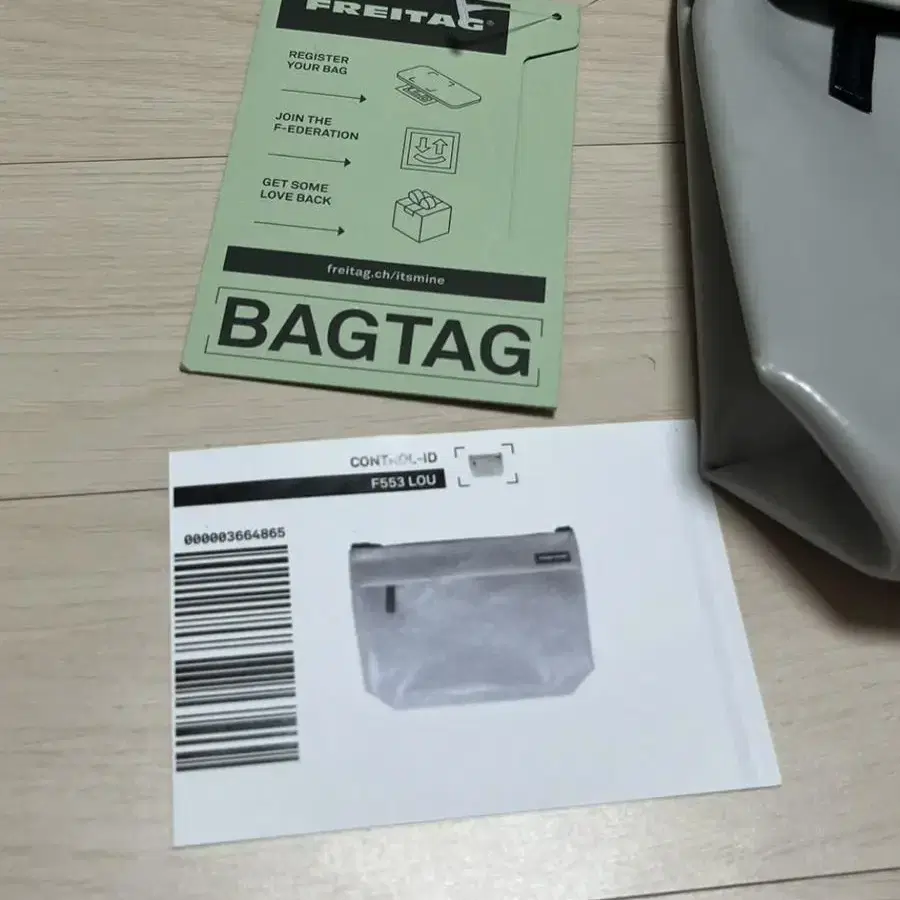 FREITAG®
REGISTER
YOUR BAG
JOIN THE
F-EDERATION
GET SOME
LOVE BACK
freitag.ch/itsmine
BAGTAG
CONTROL-ID
F553 LOU
000003664865